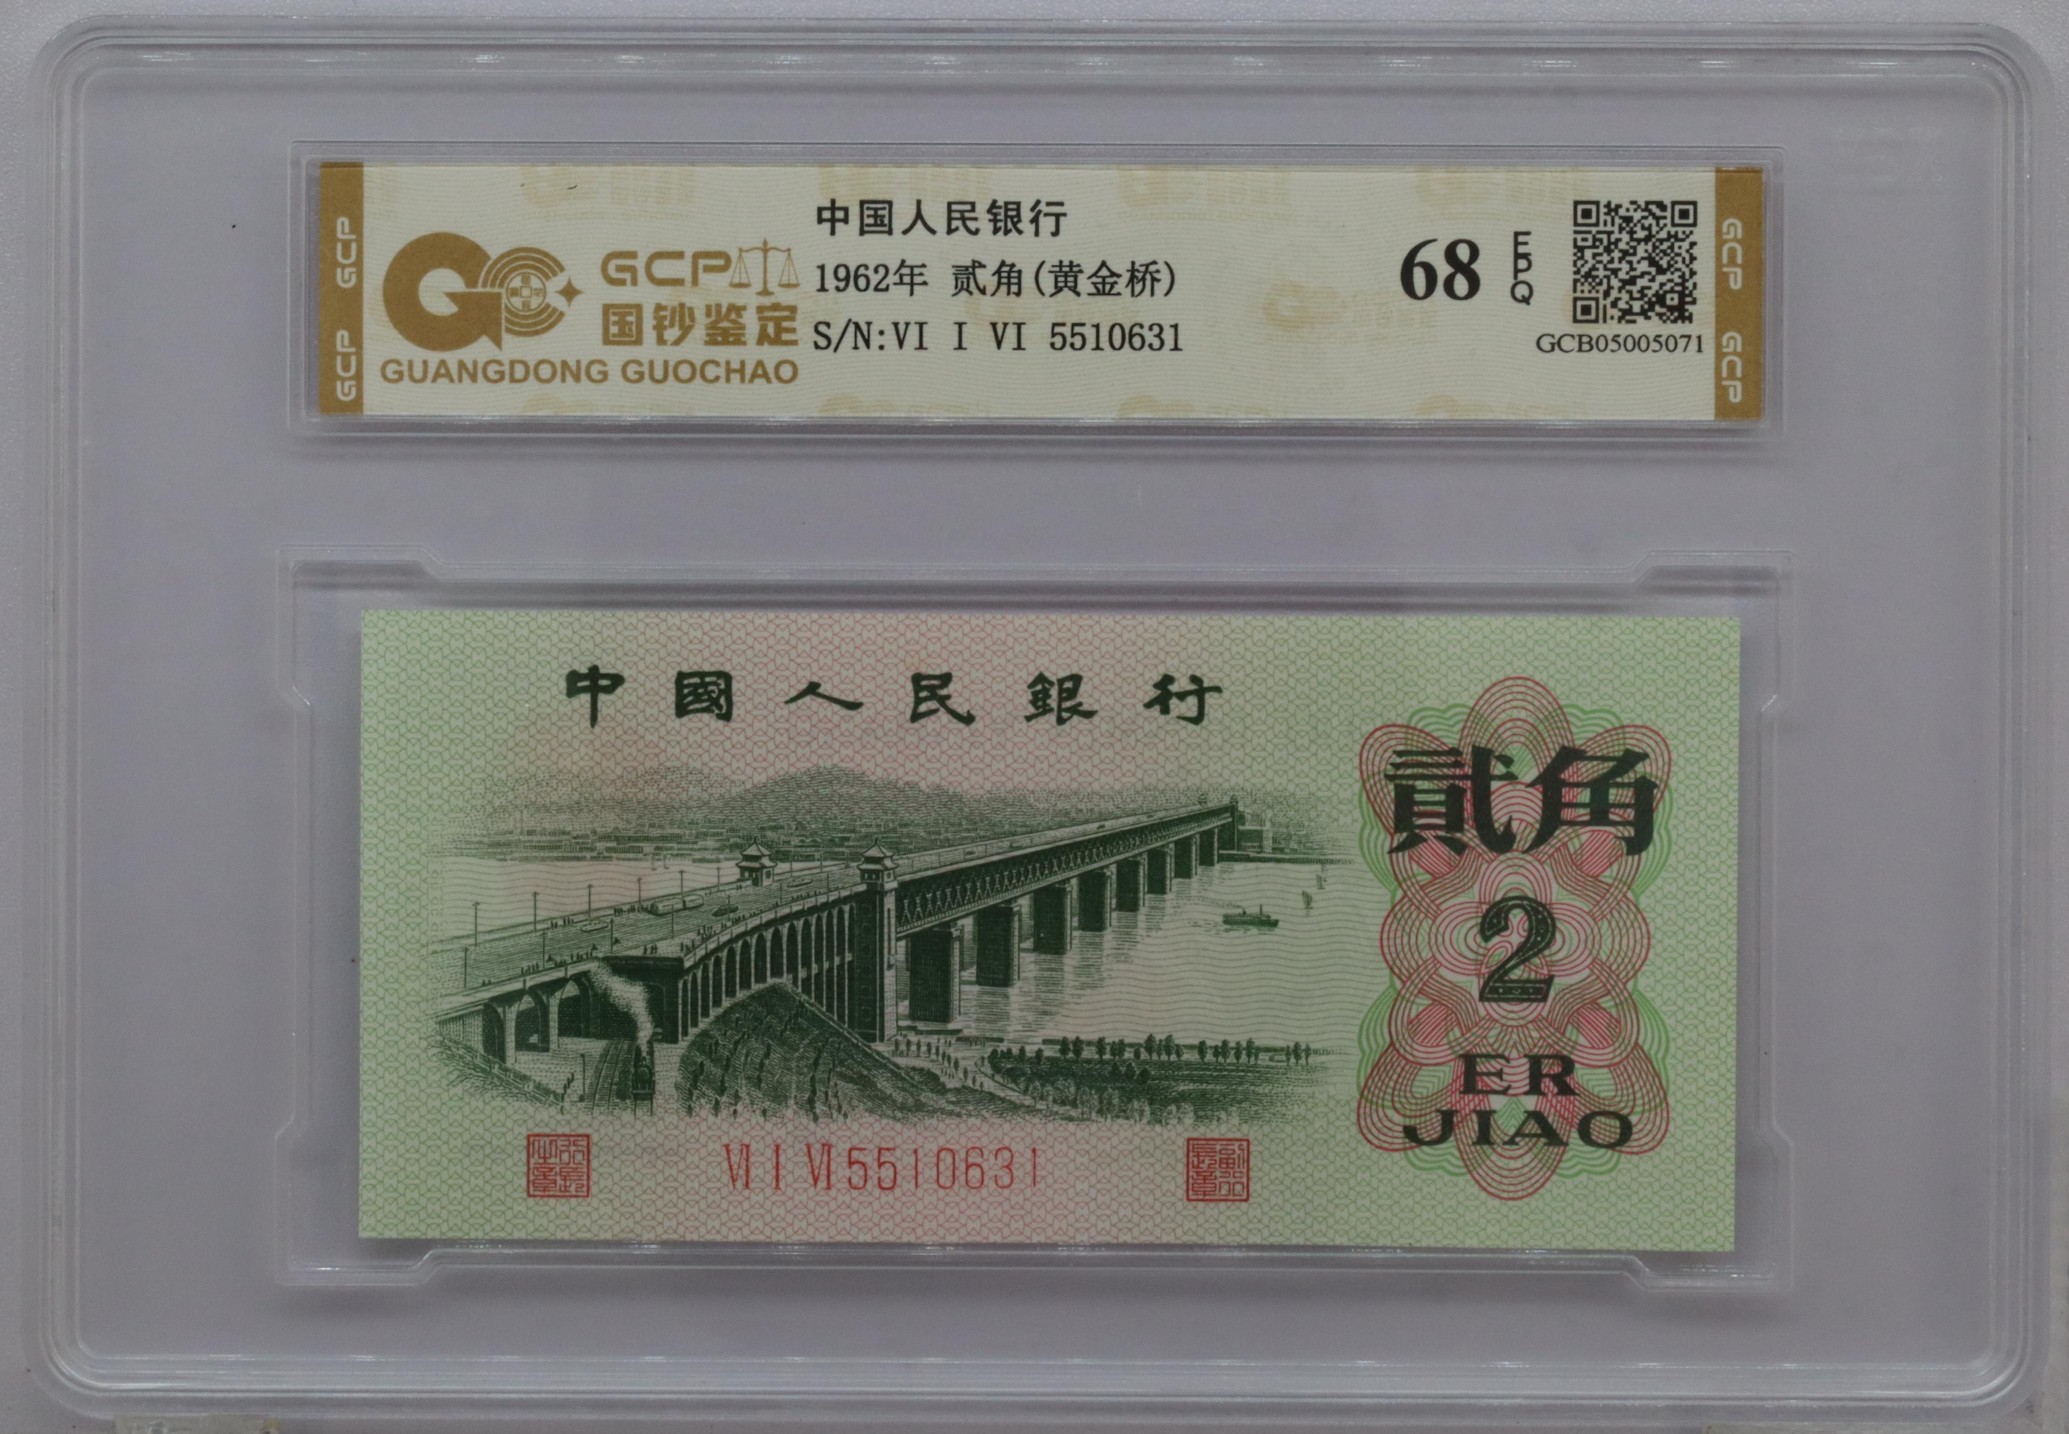 中国人民银行
GCP
国钞鉴定
GUANGDONG GUOCHAO
1962年 贰角(黄金桥)
S/N:VI I VI 5510631
68
EPQ
GCB05005071
GCP
GCP
GCP
GCP
中國人民銀行
貳角
2
ER
JIAO
VI I VI 5510631